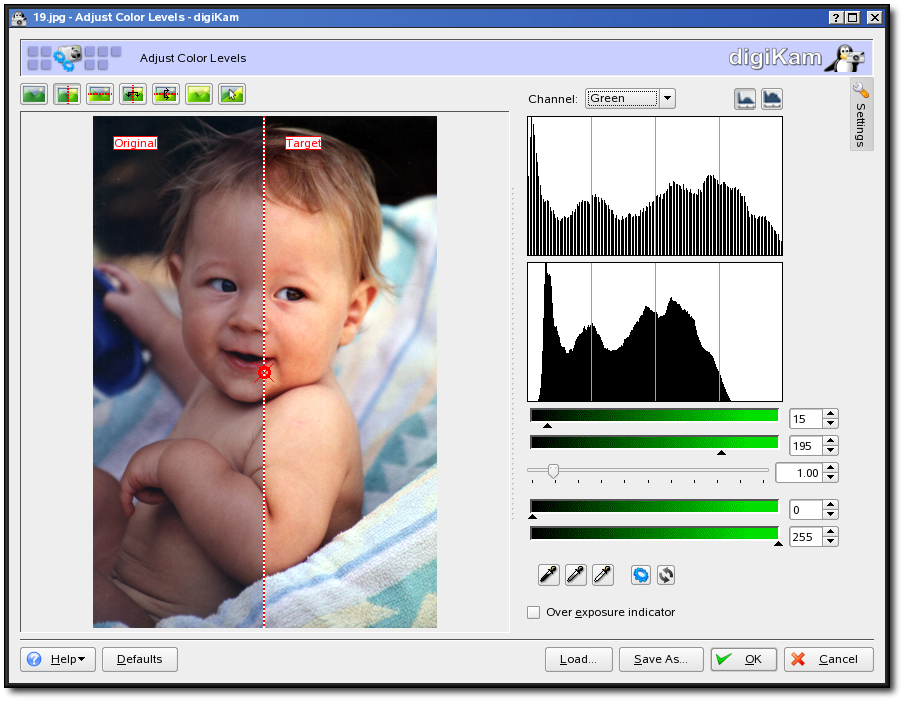 19.jpg - Adjust Color Levels - digiKam
Adjust Color Levels
digiKam
Channel: Green
Settings
Original
Target
15
195
1.00
0
255
Over exposure indicator
Help
Defaults
Load...
Save As...
OK
Cancel